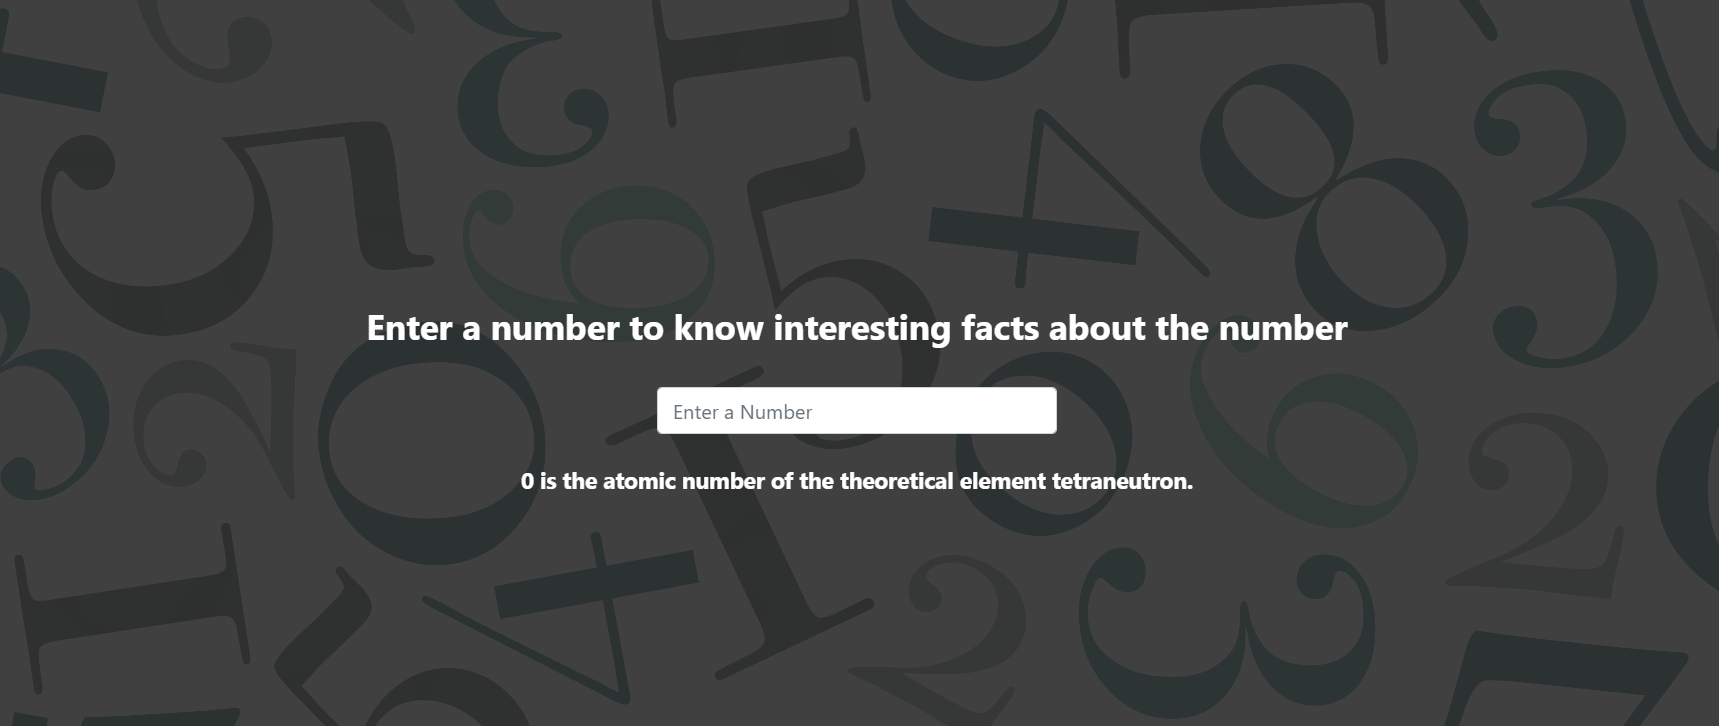 Enter a number to know interesting facts about the number
Enter a Number
0 is the atomic number of the theoretical element tetraneutron.